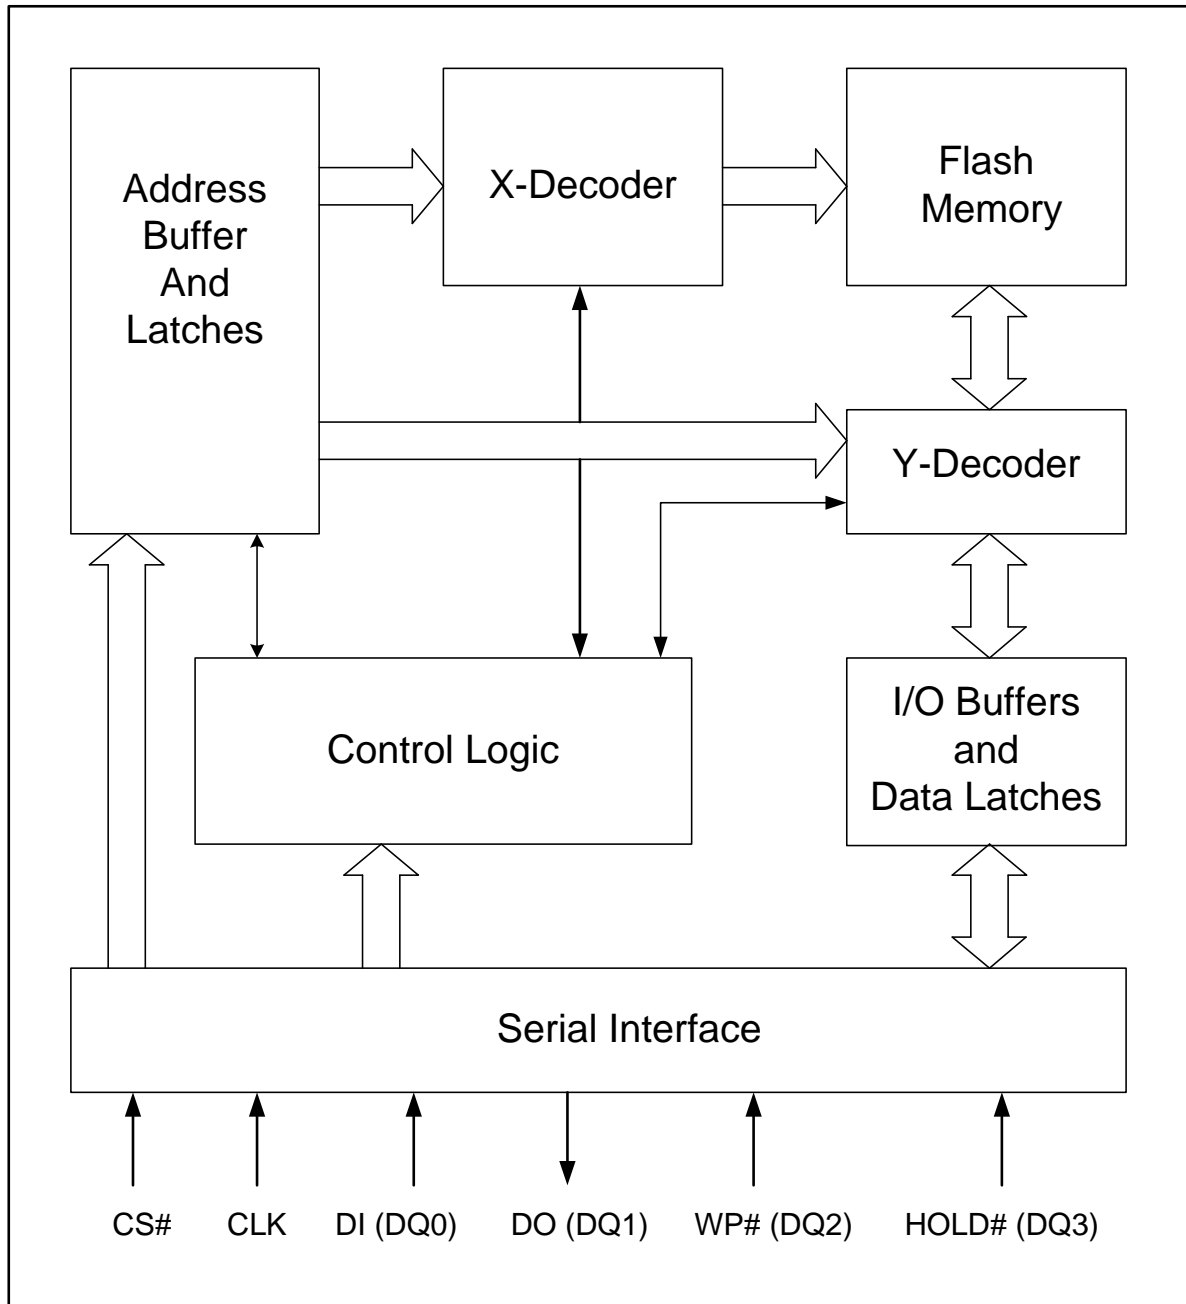 Address
Buffer
And
Latches
X-Decoder
Flash
Memory
Y-Decoder
Control Logic
I/O Buffers
and
Data Latches
Serial Interface
CS#
CLK
DI (DQ0)
DO (DQ1)
WP# (DQ2)
HOLD# (DQ3)